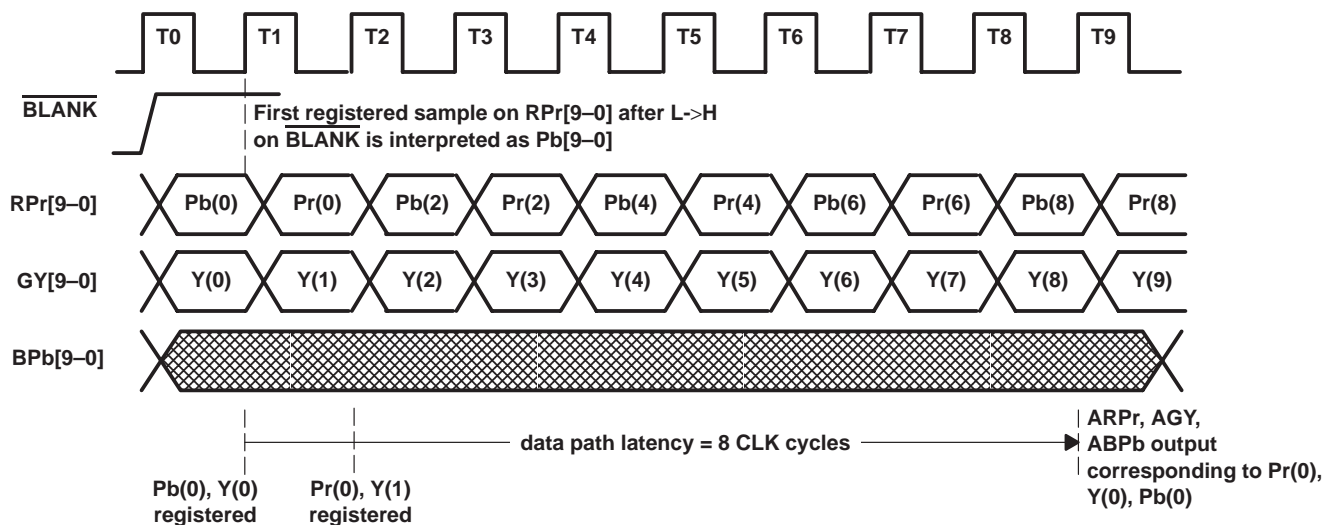 T0 T1 T2 T3 T4 T5 T6 T7 T8 T9
BLANK
First registered sample on RPr[9–0] after L->H
on BLANK is interpreted as Pb[9–0]
RPr[9–0] Pb(0) Pr(0) Pb(2) Pr(2) Pb(4) Pr(4) Pb(6) Pr(6) Pb(8) Pr(8)
GY[9–0] Y(0) Y(1) Y(2) Y(3) Y(4) Y(5) Y(6) Y(7) Y(8) Y(9)
BPb[9–0]
data path latency = 8 CLK cycles
ARPr, AGY,
ABPb output
corresponding to Pr(0),
Y(0), Pb(0)
Pb(0), Y(0)
registered
Pr(0), Y(1)
registered